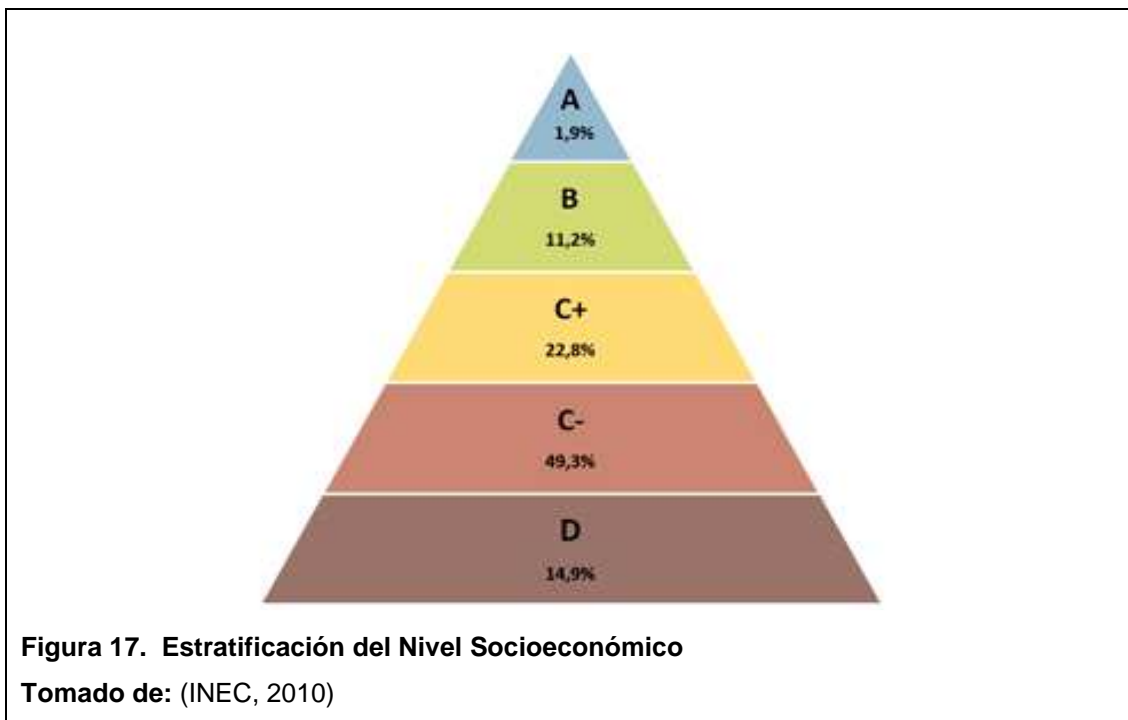 A
1,9%
B
11,2%
C+
22,8%
C-
49,3%
D
14,9%
Figura 17. Estratificación del Nivel Socioeconómico
Tomado de: (INEC, 2010)